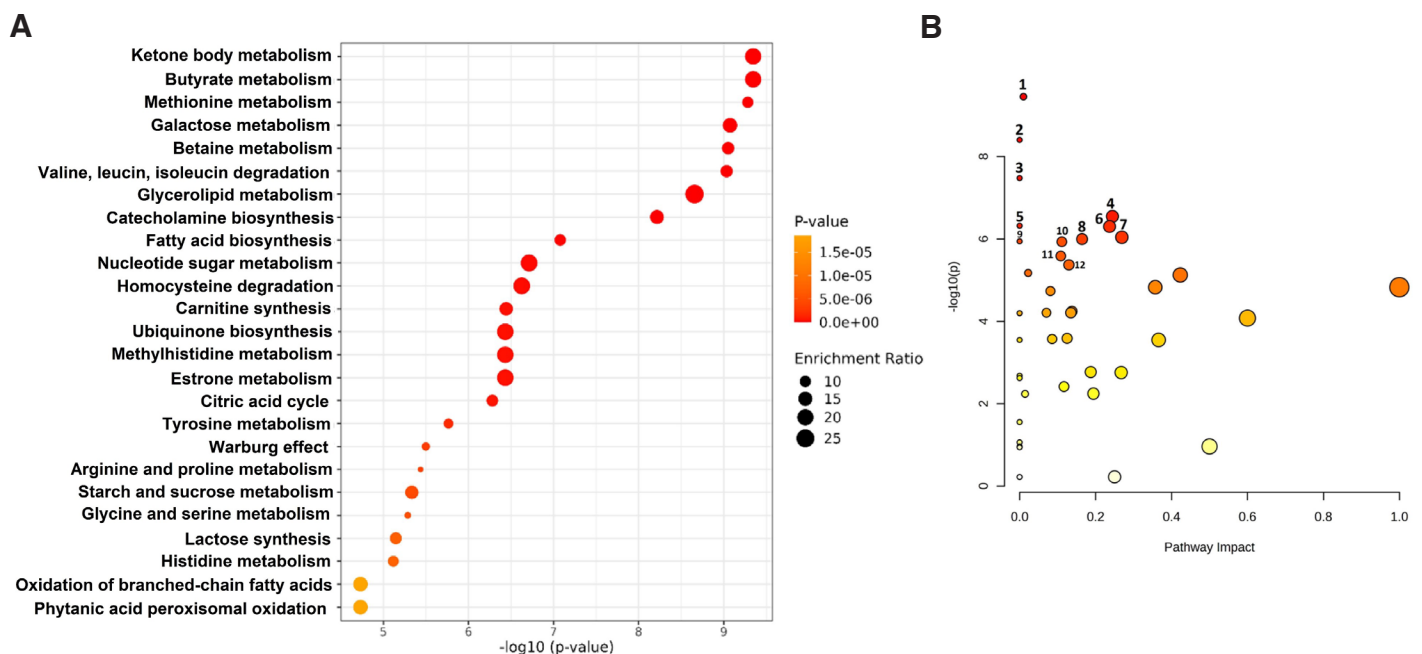 A
Ketone body metabolism
Butyrate metabolism
Methionine metabolism
Galactose metabolism
Betaine metabolism
Valine, leucin, isoleucin degradation
Glycerolipid metabolism
Catecholamine biosynthesis
Fatty acid biosynthesis
Nucleotide sugar metabolism
Homocysteine degradation
Carnitine synthesis
Ubiquinone biosynthesis
Methylhistidine metabolism
Estrone metabolism
Citric acid cycle
Tyrosine metabolism
Warburg effect
Arginine and proline metabolism
Starch and sucrose metabolism
Glycine and serine metabolism
Lactose synthesis
Histidine metabolism
Oxidation of branched-chain fatty acids
Phytanic acid peroxisomal oxidation
5 6 7 8 9
-log10 (p-value)
P-value
1.5e-05
1.0e-05
5.0e-06
0.0e+00
Enrichment Ratio
10
15
20
25
B
1
2
3
4
5
6
7
8
9
10
11
12
8
6
4
2
0
-log10(p)
0.0 0.2 0.4 0.6 0.8 1.0
Pathway Impact